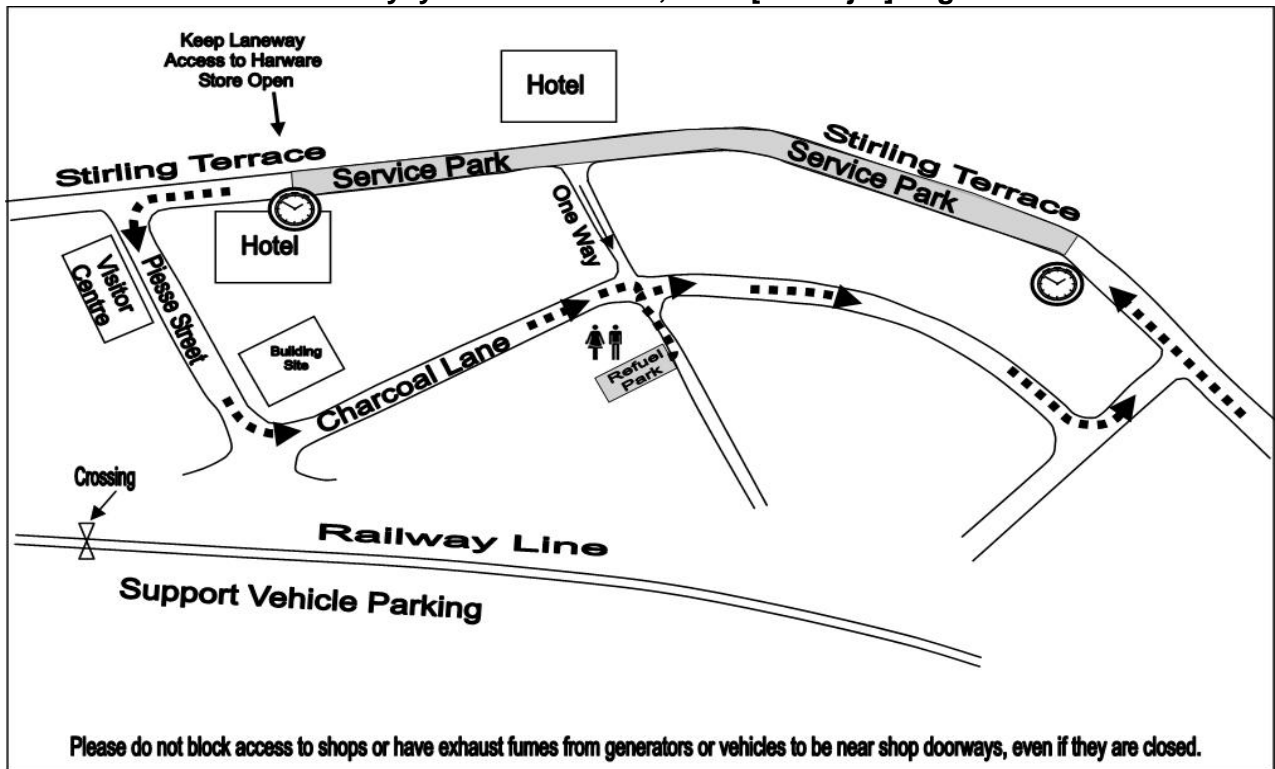 Keep Laneway
Access to Harware
Store Open
Hotel
Stirling Terrace
Service Park
Service Park
Stirling Terrace
One Way
Hotel
Visitor
Centre
Piesse Street
Building
Site
Charcoal Lane
Refuel
Park
Crossing
Railway Line
Support Vehicle Parking
Please do not block access to shops or have exhaust fumes from generators or vehicles to be near shop doorways, even if they are closed.